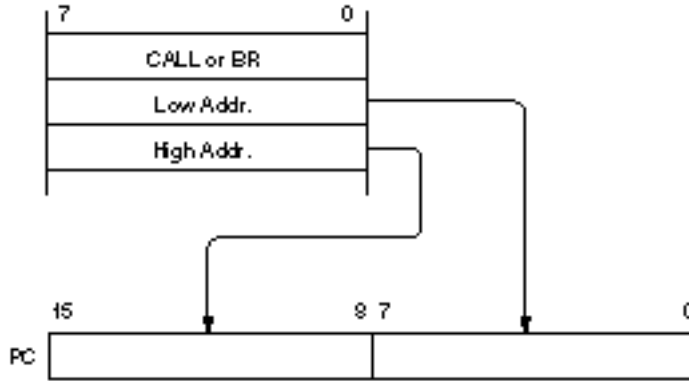 7 0
CALL or BR
Low Addr.
High Addr.
15 8 7 0
PC